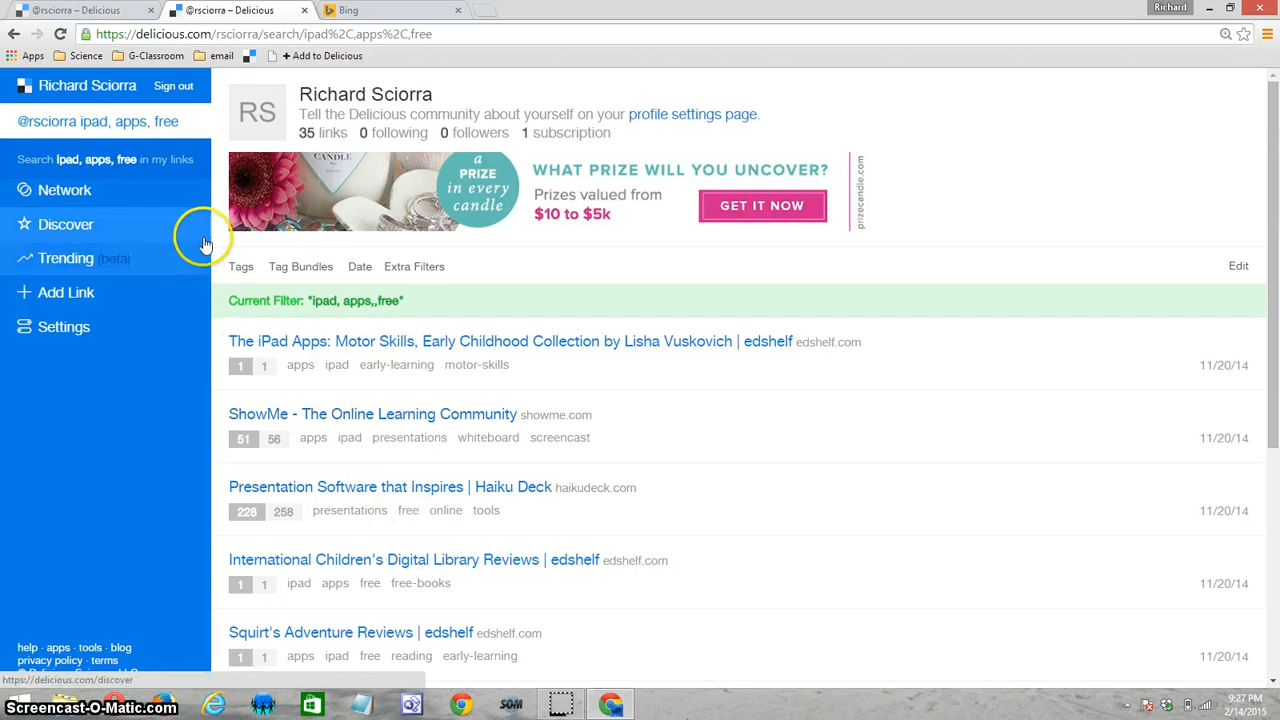 @rsciorra – Delicious
@rsciorra – Delicious
Bing
Richard
https://delicious.com/rsciorra/search/ipad%2C,apps%2C,free
Apps Science G-Classroom email + Add to Delicious
Richard Sciorra Sign out
@rsciorra ipad, apps, free
Search ipad, apps, free in my links
Network
Discover
Trending (beta)
Add Link
Settings
help · apps · tools · blog
privacy policy · terms
https://delicious.com/discover
RS
Richard Sciorra
Tell the Delicious community about yourself on your profile settings page.
35 links 0 following 0 followers 1 subscription
CANDLE
a
PRIZE
in every
candle
WHAT PRIZE WILL YOU UNCOVER?
Prizes valued from
$10 to $5k
GET IT NOW
prizecandle.com
Tags Tag Bundles Date Extra Filters Edit
Current Filter: "ipad, apps,,free"
The iPad Apps: Motor Skills, Early Childhood Collection by Lisha Vuskovich | edshelf edshelf.com
1 1 apps ipad early-learning motor-skills 11/20/14
ShowMe - The Online Learning Community showme.com
51 56 apps ipad presentations whiteboard screencast 11/20/14
Presentation Software that Inspires | Haiku Deck haikudeck.com
228 258 presentations free online tools 11/20/14
International Children's Digital Library Reviews | edshelf edshelf.com
1 1 ipad apps free free-books 11/20/14
Squirt's Adventure Reviews | edshelf edshelf.com
1 1 apps ipad free reading early-learning 11/20/14
Screencast-O-Matic.com
SOM
9:27 PM
2/14/2015